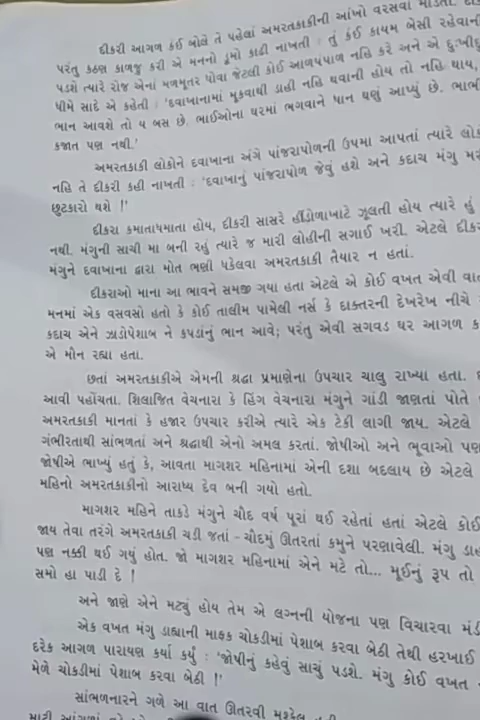 દીકરી આગળ કંઈ બોલે તે પહેલાં અમરતકાકીની આંખો વરસવા માંડતી.
પરંતુ કઠણ કાળજુ કરી એ મનનો ડૂમો કાઢી નાખતી : તું કંઈ કાયમ બેસી રહેવાની
પડશે ત્યારે રોજ એનાં મળમૂતર ધોવા જેટલી કોઈ આળપંપાળ નહિ કરે અને એ દુઃખી
ધીમે સાદે એ કહેતી : 'દવાખાનામાં મૂકવાથી ડાહી નહિ થવાની હોય તો નહિ થાય,
ભાન આવશે તો ય બસ છે. ભાઈઓના ઘરમાં ભગવાને ધાન ઘણું આપ્યું છે. ભાભી
કજાત પણ નથી.'
અમરતકાકી લોકોને દવાખાના અંગે પાંજરાપોળની ઉપમા આપતાં ત્યારે લોકો
નહિ તે દીકરી કહી નાખતી : 'દવાખાનું પાંજરાપોળ જેવું હશે અને કદાચ મંગુ મરી
છુટકારો થશે !'
દીકરા કમાતાધમાતા હોય, દીકરી સાસરે હીંડોળાખાટે ઝૂલતી હોય ત્યારે હું
નથી. મંગુની સાચી મા બની રહું ત્યારે જ મારી લોહીની સગાઈ ખરી. એટલે દીકરા
મંગુને દવાખાના દ્વારા મોત ભણી ધકેલવા અમરતકાકી તૈયાર ન હતાં.
દીકરાઓ માના આ ભાવને સમજી ગયા હતા એટલે એ કોઈ વખત એવી વાત
મનમાં એક વસવસો હતો કે કોઈ તાલીમ પામેલી નર્સ કે દાક્તરની દેખરેખ નીચે
કદાચ એને ઝાડોપેશાબ ને કપડાંનું ભાન આવે; પરંતુ એવી સગવડ ઘર આગળ
એ મૌન રહ્યા હતા.
છતાં અમરતકાકીએ એમની શ્રદ્ધા પ્રમાણેના ઉપચાર ચાલુ રાખ્યા હતા.
આવી પહોંચતા. શિલાજિત વેચનારા કે હિંગ વેચનારા મંગુને ગાંડી જાણતાં પોતે
અમરતકાકી માનતાં કે હજાર ઉપચાર કરીએ ત્યારે એક ટેકી લાગી જાય. એટલે
ગંભીરતાથી સાંભળતાં અને શ્રદ્ધાથી એનો અમલ કરતાં. જોષીઓ અને ભૂવાઓ પણ
જોષીએ ભાખ્યું હતું કે, આવતા માગશર મહિનામાં એની દશા બદલાય છે એટલે
મહિનો અમરતકાકીનો આરાધ્ય દેવ બની ગયો હતો.
માગશર મહિને તાકડે મંગુને ચૌદ વર્ષ પૂરાં થઈ રહેતાં હતાં એટલે કોઈ
જાય તેવા તરંગે અમરતકાકી ચડી જતાં - ચૌદમું ઊતરતાં કમુને પરણાવેલી. મંગુ ડાહી
પણ નક્કી થઈ ગયું હોત. જો માગશર મહિનામાં એને મટે તો... મૂઈનું રૂપ તો
સમો હા પાડી દે !
અને જાણે એને મટ્યું હોય તેમ એ લગ્નની યોજના પણ વિચારવા મંડી
એક વખત મંગુ ડાહ્યાની માફક ચોકડીમાં પેશાબ કરવા બેઠી તેથી હરખાઈ
દરેક આગળ પારાયણ કર્યા કર્યું : 'જોષીનું કહેવું સાચું પડશે. મંગુ કોઈ વખત
મેળે ચોકડીમાં પેશાબ કરવા બેઠી !'
સાંભળનારને ગળે આ વાત ઊતરવી મુશ્કેલ